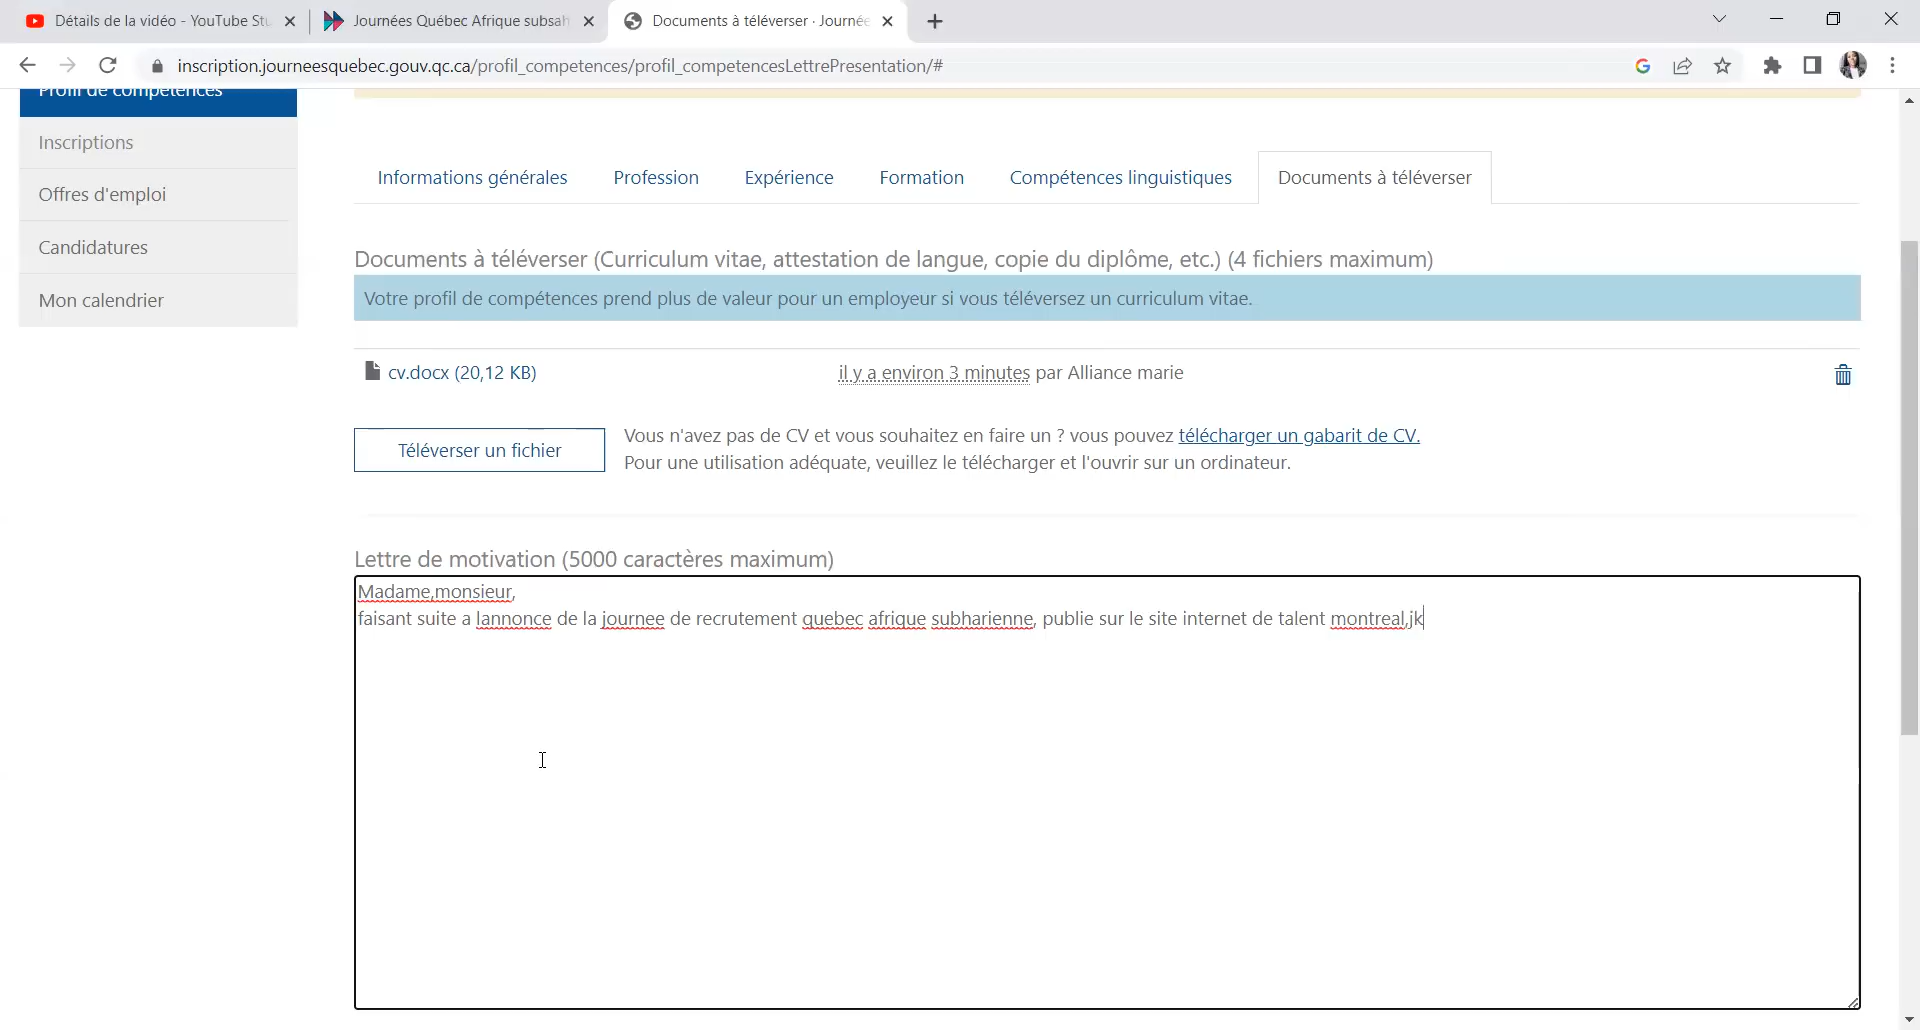 Détails de la vidéo - YouTube Stu
Journées Québec Afrique subsah
Documents à téléverser · Journée
inscription.journeesquebec.gouv.qc.ca/profil_competences/profil_competencesLettrePresentation/#
Profil de compétences
Inscriptions
Offres d'emploi
Candidatures
Mon calendrier
Informations générales
Profession
Expérience
Formation
Compétences linguistiques
Documents à téléverser
Documents à téléverser (Curriculum vitae, attestation de langue, copie du diplôme, etc.) (4 fichiers maximum)
Votre profil de compétences prend plus de valeur pour un employeur si vous téléversez un curriculum vitae.
cv.docx (20,12 KB)
il y a environ 3 minutes par Alliance marie
Téléverser un fichier
Vous n'avez pas de CV et vous souhaitez en faire un ? vous pouvez télécharger un gabarit de CV.
Pour une utilisation adéquate, veuillez le télécharger et l'ouvrir sur un ordinateur.
Lettre de motivation (5000 caractères maximum)
Madame,monsieur,
faisant suite a lannonce de la journee de recrutement quebec afrique subharienne, publie sur le site internet de talent montreal,jk